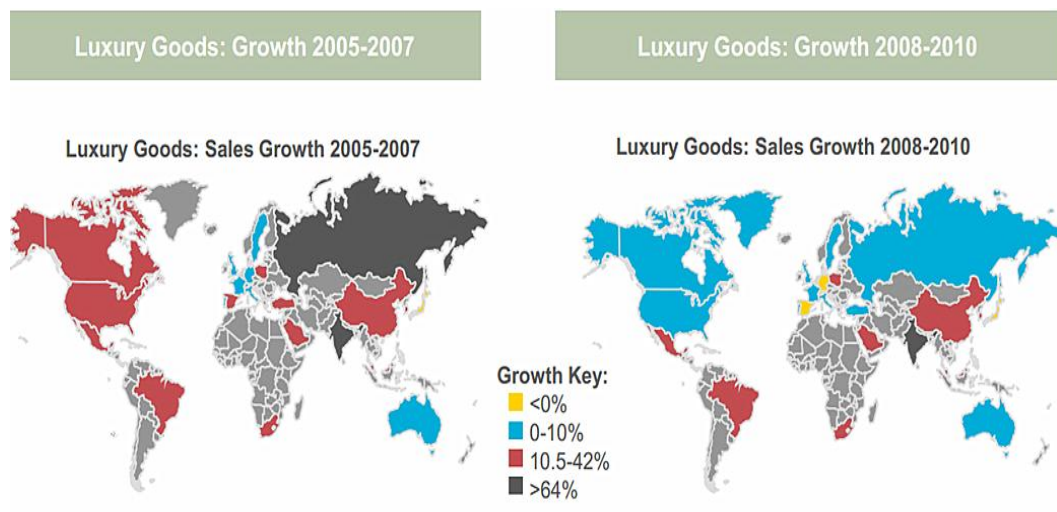 Luxury Goods: Growth 2005-2007
Luxury Goods: Growth 2008-2010
Luxury Goods: Sales Growth 2005-2007
Luxury Goods: Sales Growth 2008-2010
Growth Key:
<0%
0-10%
10.5-42%
>64%